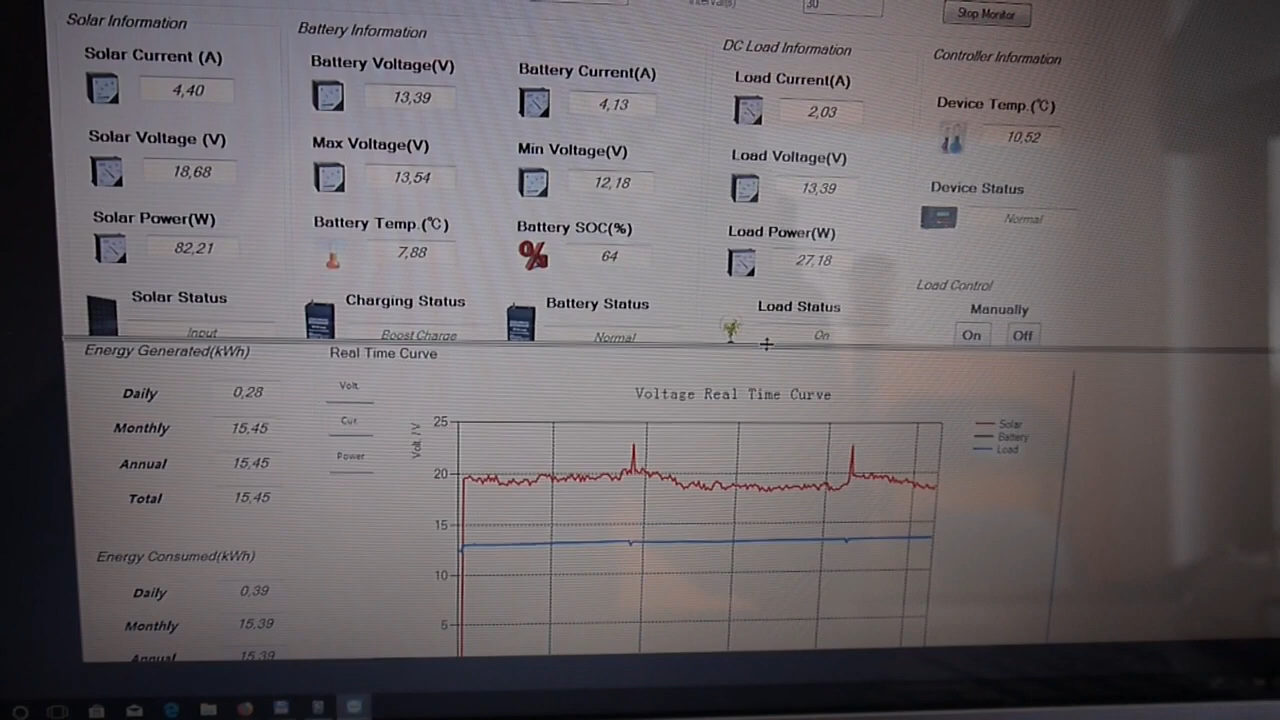 30
Stop Monitor
Solar Information
Battery Information
DC Load Information
Controller Information
Solar Current (A)
4,40
Battery Voltage(V)
13,39
Battery Current(A)
4,13
Load Current(A)
2,03
Device Temp.(℃)
10,52
Solar Voltage (V)
18,68
Max Voltage(V)
13,54
Min Voltage(V)
12,18
Load Voltage(V)
13,39
Device Status
Normal
Solar Power(W)
82,21
Battery Temp.(℃)
7,88
Battery SOC(%)
64
%
Load Power(W)
27,18
Load Control
Solar Status
Input
Charging Status
Boost Charge
Battery Status
Normal
Load Status
On
Manually
On
Off
Energy Generated(kWh)
Daily 0,28
Monthly 15,45
Annual 15,45
Total 15,45
Energy Consumed(kWh)
Daily 0,39
Monthly 15,39
Annual 15,39
Real Time Curve
Volt.
Cur.
Power
Voltage Real Time Curve
Volt. /V
25
20
15
10
5
Solar
Battery
Load